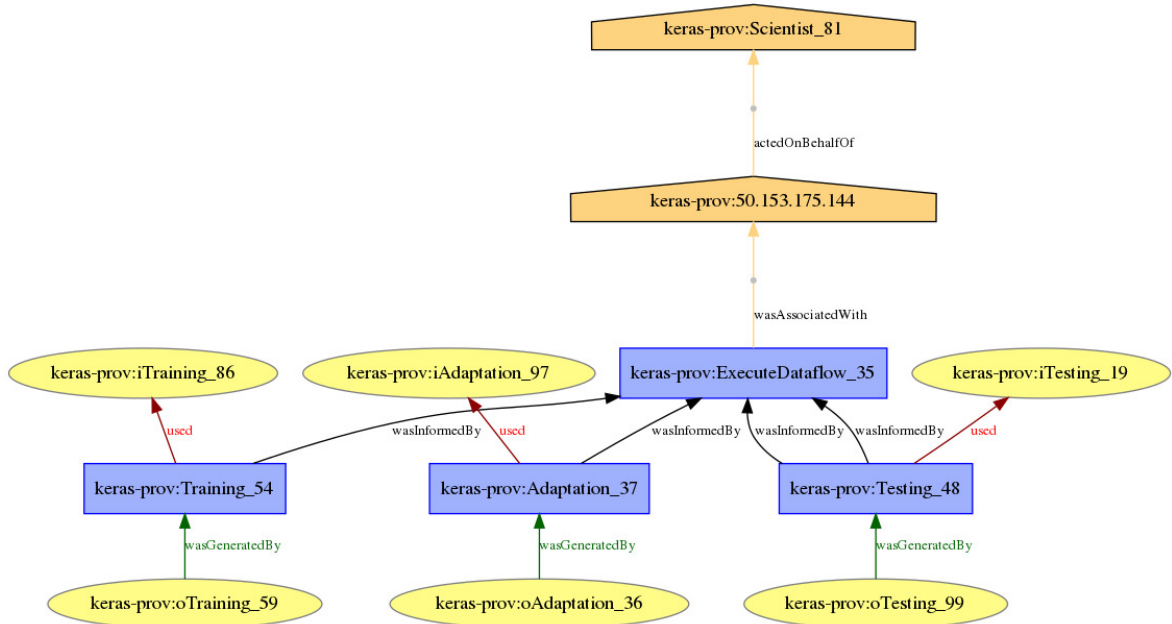 keras-prov:Scientist_81
actedOnBehalfOf
keras-prov:50.153.175.144
wasAssociatedWith
keras-prov:iTraining_86
keras-prov:iAdaptation_97
keras-prov:ExecuteDataflow_35
keras-prov:iTesting_19
used
wasInformedBy
used
wasInformedBy
wasInformedBy
wasInformedBy
used
keras-prov:Training_54
keras-prov:Adaptation_37
keras-prov:Testing_48
wasGeneratedBy
wasGeneratedBy
wasGeneratedBy
keras-prov:oTraining_59
keras-prov:oAdaptation_36
keras-prov:oTesting_99